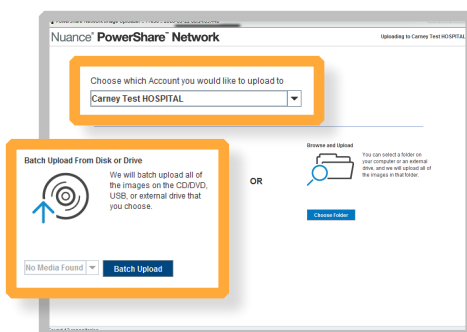 Nuance® PowerShare™ Network
Uploading to Carney Test HOSPITAL
Choose which Account you would like to upload to
Carney Test HOSPITAL
Batch Upload From Disk or Drive
We will batch upload all of
the images on the CD/DVD,
USB, or external drive that
you choose.
No Media Found
Batch Upload
OR
Browse and Upload
You can select a folder on
your computer or an external
drive, and we will upload all of
the images in that folder.
Choose Folder